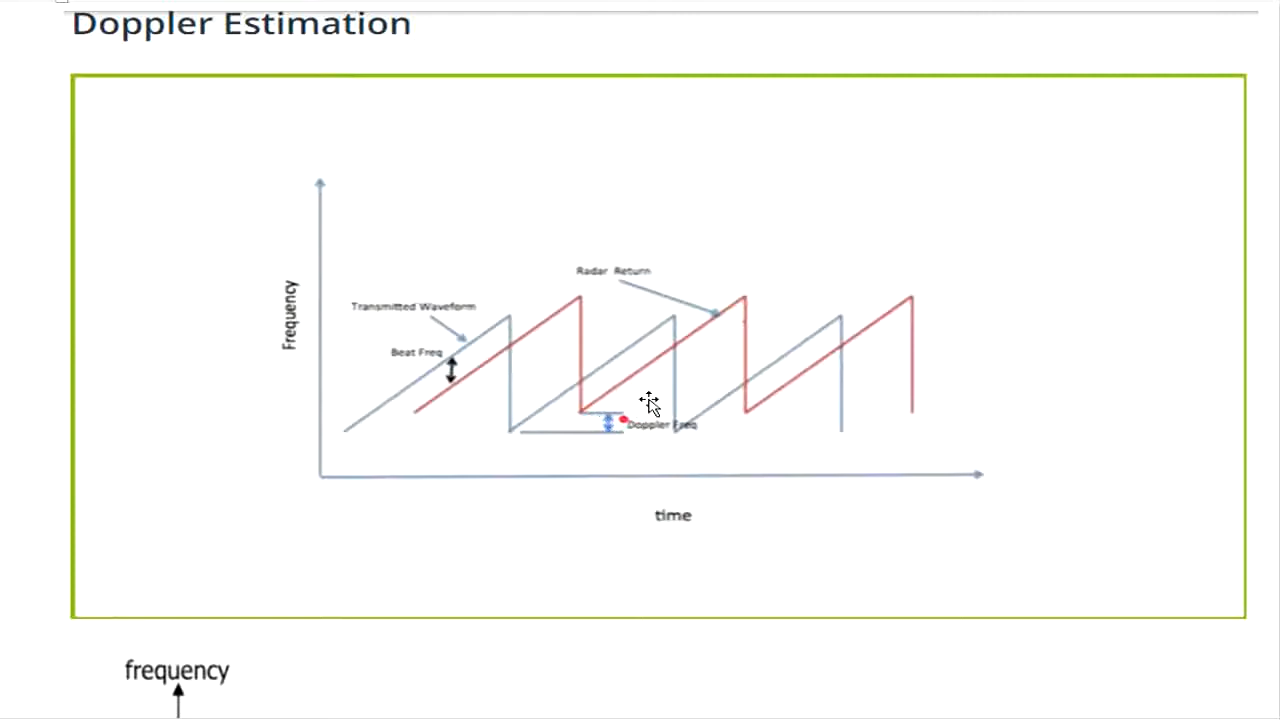 Doppler Estimation
Radar Return
Transmitted Waveform
Frequency
Beat Freq
Doppler Freq
time
frequency